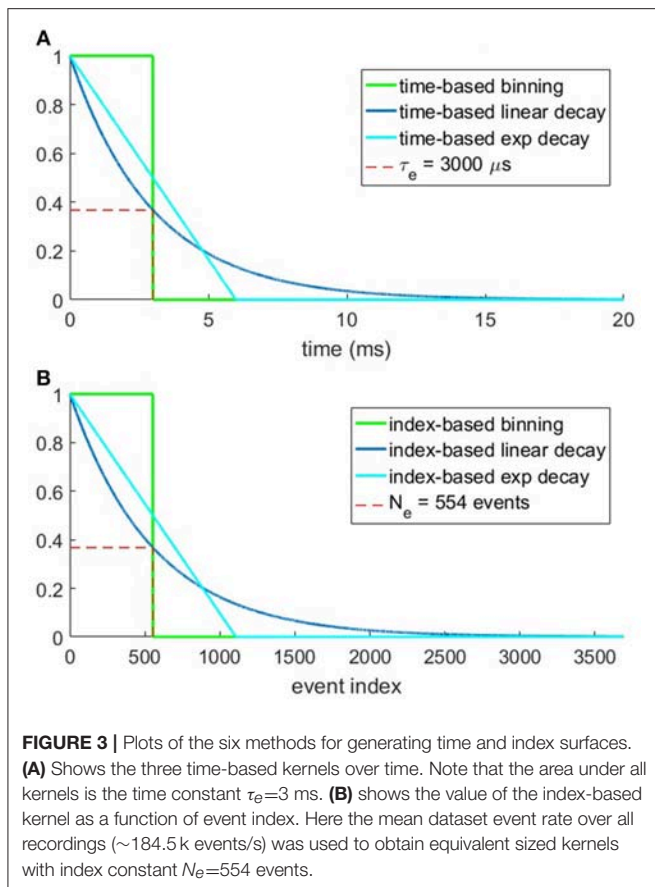 A
1
0.8
0.6
0.4
0.2
0
time-based binning
time-based linear decay
time-based exp decay
τe = 3000 μs
0 5 10 15 20
time (ms)
B
1
0.8
0.6
0.4
0.2
0
index-based binning
index-based linear decay
index-based exp decay
Ne = 554 events
0 500 1000 1500 2000 2500 3000 3500
event index
FIGURE 3 | Plots of the six methods for generating time and index surfaces.
(A) Shows the three time-based kernels over time. Note that the area under all
kernels is the time constant τe=3 ms. (B) shows the value of the index-based
kernel as a function of event index. Here the mean dataset event rate over all
recordings (~184.5 k events/s) was used to obtain equivalent sized kernels
with index constant Ne=554 events.